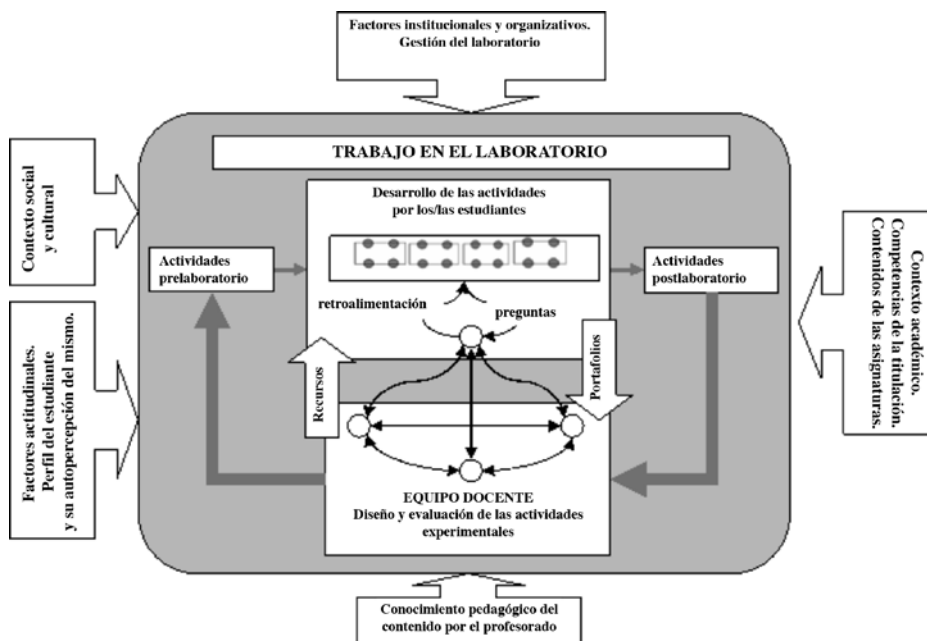 Factores institucionales y organizativos.
Gestión del laboratorio
TRABAJO EN EL LABORATORIO
Contexto social
y cultural
Desarrollo de las actividades
por los/las estudiantes
Actividades
prelaboratorio
Actividades
postlaboratorio
retroalimentación
preguntas
Recursos
Portafolios
Factores actitudinales.
Perfil del estudiante
y su autopercepción del mismo.
Contexto académico.
Competencias de la titulación.
Contenidos de las asignaturas.
EQUIPO DOCENTE
Diseño y evaluación de las actividades
experimentales
Conocimiento pedagógico del
contenido por el profesorado